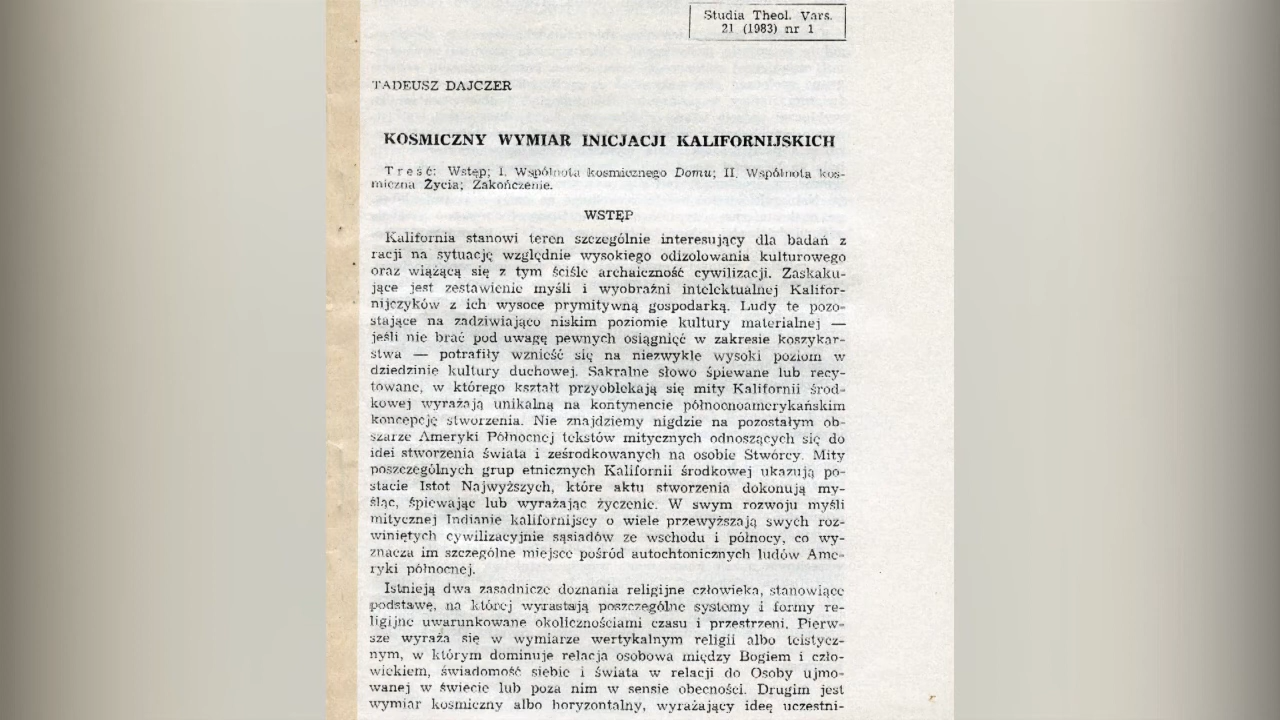 Studia Theol. Vars.
21 (1983) nr 1
TADEUSZ DAJCZER
KOSMICZNY WYMIAR INICJACJI KALIFORNIJSKICH
Treść: Wstęp; I. Wspólnota kosmicznego Domu; II. Wspólnota kos-
miczna Życia; Zakończenie.
WSTĘP
Kalifornia stanowi teren szczególnie interesujący dla badań z
racji na sytuację względnie wysokiego odizolowania kulturowego
oraz wiążącą się z tym ściśle archaiczność cywilizacji. Zaskaku-
jące jest zestawienie myśli i wyobraźni intelektualnej Kalifor-
nijczyków z ich wysoce prymitywną gospodarką. Ludy te pozo-
stające na zadziwiająco niskim poziomie kultury materialnej —
jeśli nie brać pod uwagę pewnych osiągnięć w zakresie koszykar-
stwa — potrafiły wznieść się na niezwykle wysoki poziom w
dziedzinie kultury duchowej. Sakralne słowo śpiewane lub recy-
towane, w którego kształt przyoblekają się mity Kalifornii środ-
kowej wyrażają unikalną na kontynencie północnoamerykańskim
koncepcję stworzenia. Nie znajdziemy nigdzie na pozostałym ob-
szarze Ameryki Północnej tekstów mitycznych odnoszących się do
idei stworzenia świata i ześrodkowanych na osobie Stwórcy. Mity
poszczególnych grup etnicznych Kalifornii środkowej ukazują po-
stacie Istot Najwyższych, które aktu stworzenia dokonują my-
śląc, śpiewając lub wyrażając życzenie. W swym rozwoju myśli
mitycznej Indianie kalifornijscy o wiele przewyższają swych roz-
winiętych cywilizacyjnie sąsiadów ze wschodu i północy, co wy-
znacza im szczególne miejsce pośród autochtonicznych ludów Ame-
ryki północnej.
Istnieją dwa zasadnicze doznania religijne człowieka, stanowiące
podstawę, na której wyrastają poszczególne systemy i formy re-
ligijne uwarunkowane okolicznościami czasu i przestrzeni. Pierw-
sze wyraża się w wymiarze wertykalnym religii albo teistycz-
nym, w którym dominuje relacja osobowa między Bogiem i czło-
wiekiem, świadomość siebie i świata w relacji do Osoby ujmo-
wanej w świecie lub poza nim w sensie obecności. Drugim jest
wymiar kosmiczny albo horyzontalny, wyrażający ideę uczestni-